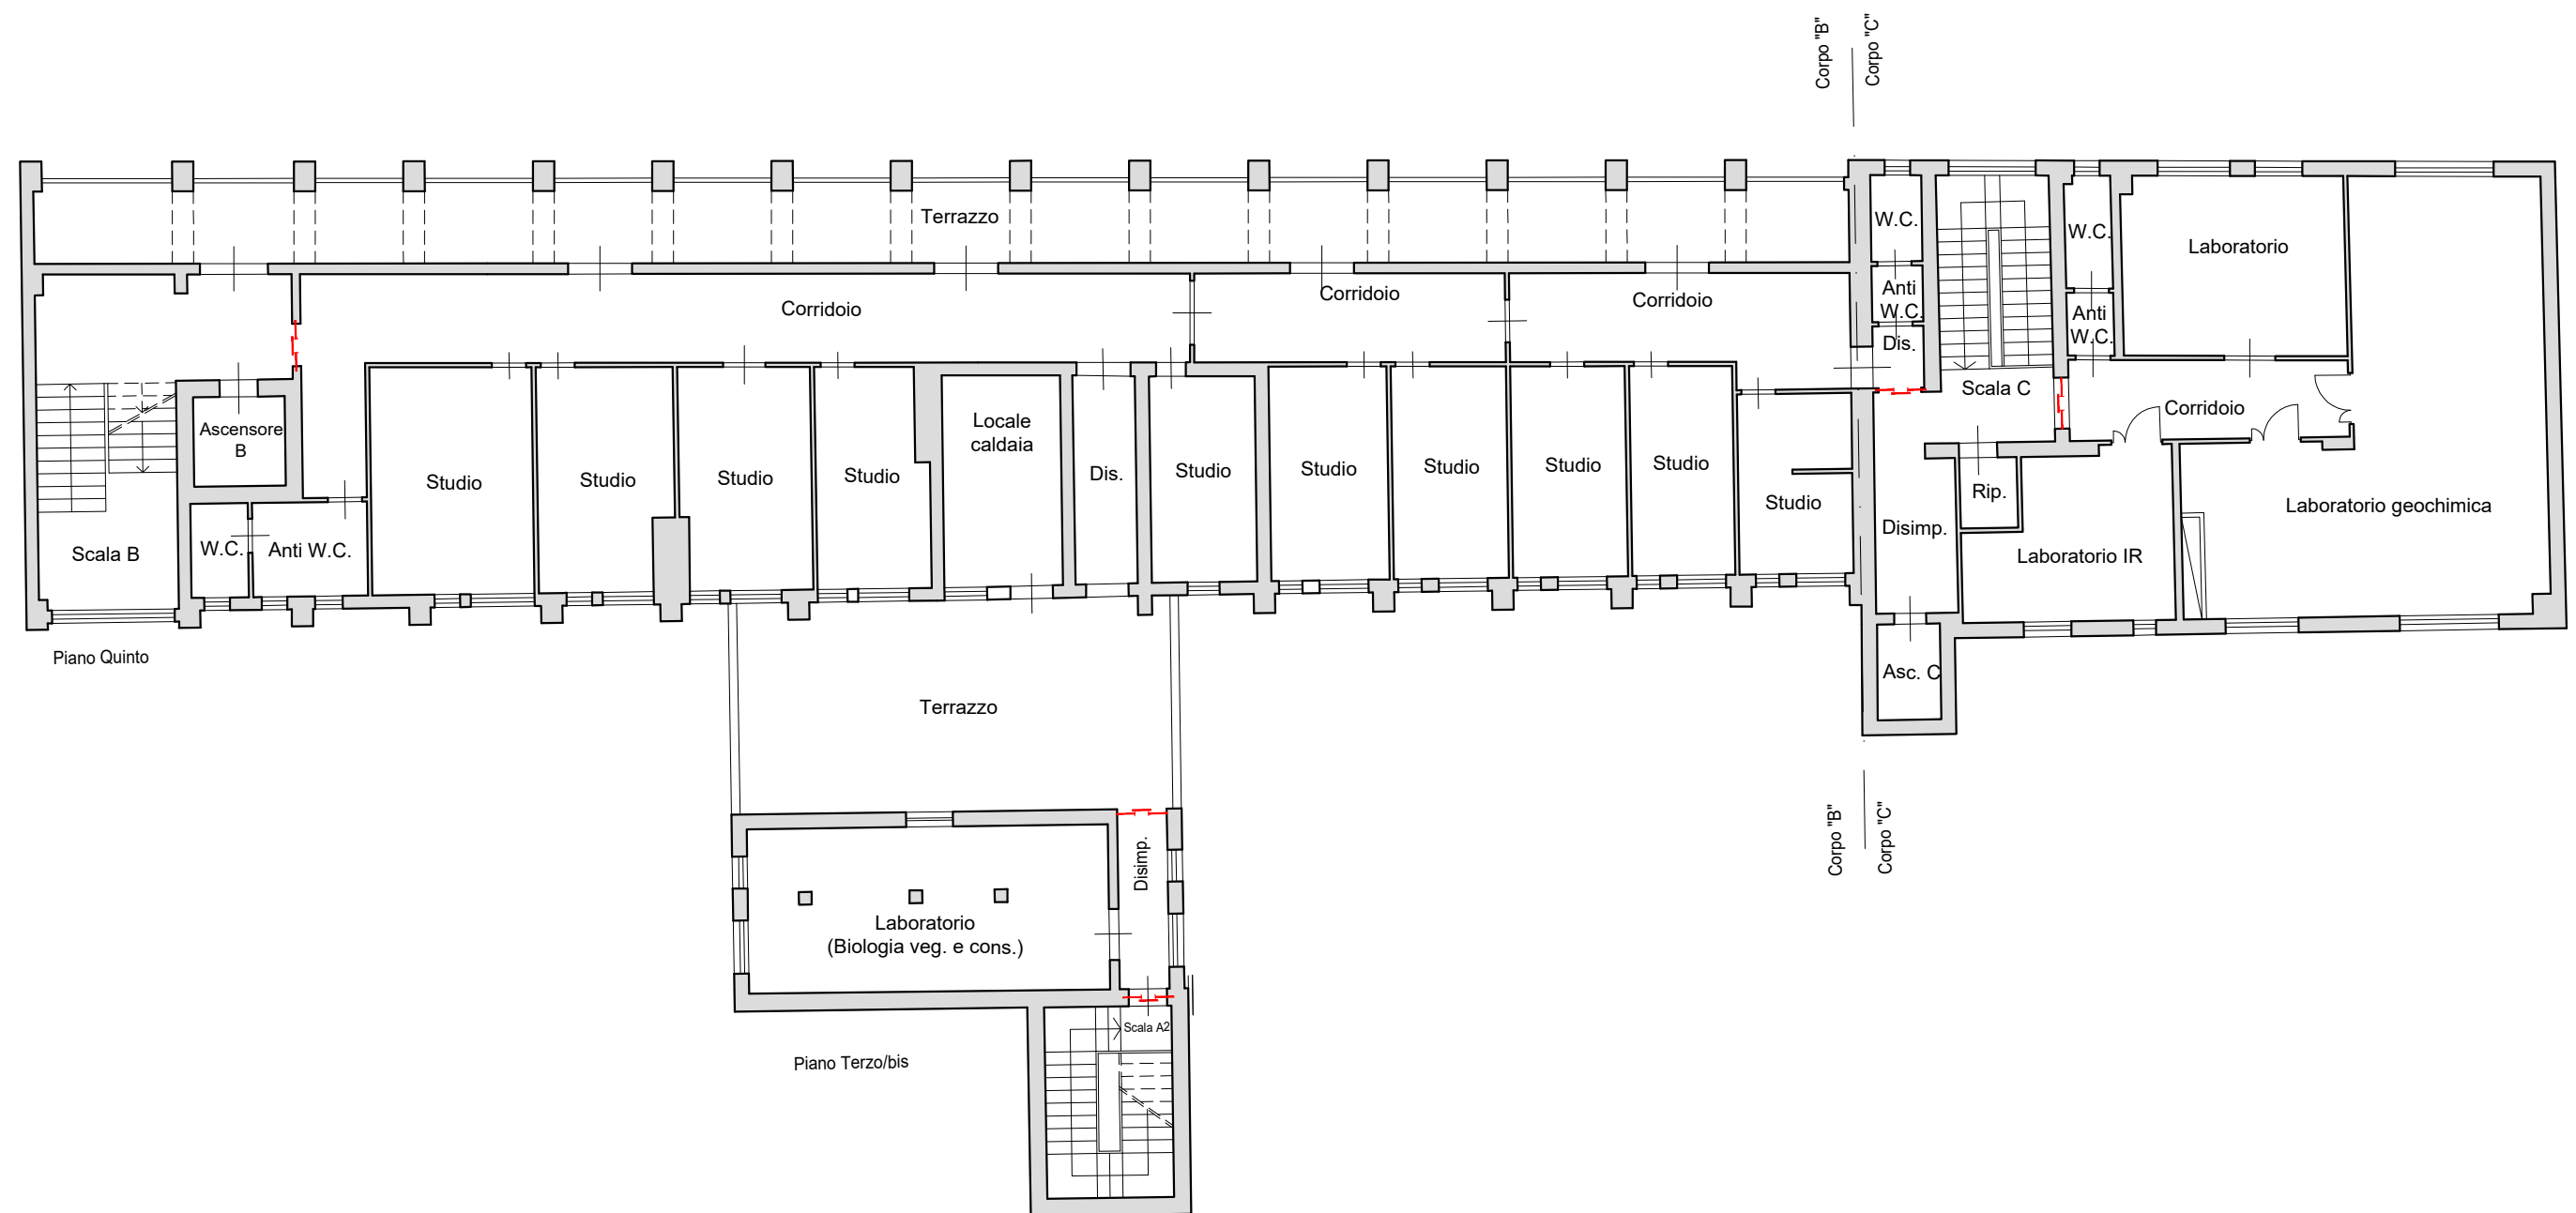 Corpo "B"
Corpo "C"
Terrazzo
W.C.
W.C.
Laboratorio
Corridoio
Corridoio
Corridoio
Anti
W.C.
Anti
W.C.
Dis.
Scala C
Corridoio
Ascensore
B
Locale
caldaia
Studio
Studio
Studio
Studio
Dis.
Studio
Studio
Studio
Studio
Studio
Studio
Rip.
Laboratorio geochimica
Disimp.
Scala B
W.C.
Anti W.C.
Laboratorio IR
Piano Quinto
Asc. C
Terrazzo
Corpo "B"
Corpo "C"
Disimp.
Laboratorio
(Biologia veg. e cons.)
Scala A2
Piano Terzo/bis